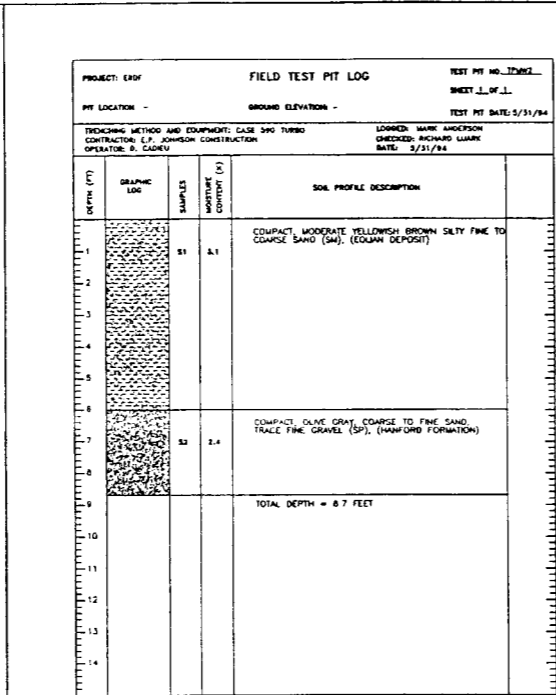 PROJECT: ERDF
FIELD TEST PIT LOG
TEST PIT NO. TPWW2
SHEET 1 OF 1
PIT LOCATION -
GROUND ELEVATION -
TEST PIT DATE: 5/31/94
TRENCHING METHOD AND EQUIPMENT: CASE 590 TURBO
CONTRACTOR: E.P. JOHNSON CONSTRUCTION
OPERATOR: D. CADIEU
LOGGED: MARK ANDERSON
CHECKED: RICHARD LUARK
DATE: 5/31/94
DEPTH (FT)
GRAPHIC LOG
SAMPLES
MOISTURE CONTENT (%)
SOIL PROFILE DESCRIPTION
COMPACT, MODERATE YELLOWISH BROWN SILTY FINE TO
COARSE SAND (SM), (EOLIAN DEPOSIT)
1
S1
2
3
4
5
6
COMPACT, OLIVE GRAY, COARSE TO FINE SAND,
TRACE FINE GRAVEL (SP), (HANFORD FORMATION)
7
2.4
8
9
TOTAL DEPTH = 8.7 FEET
10
11
12
13
14